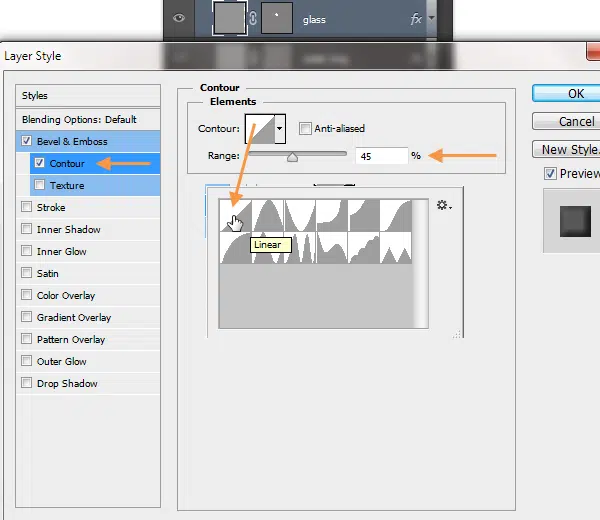 glass
fx
Layer Style
Styles
Blending Options: Default
Bevel & Emboss
Contour
Texture
Stroke
Inner Shadow
Inner Glow
Satin
Color Overlay
Gradient Overlay
Pattern Overlay
Outer Glow
Drop Shadow
Contour
Elements
Contour:
Anti-aliased
Range:
45
%
Linear
OK
Cancel
New Style..
Preview